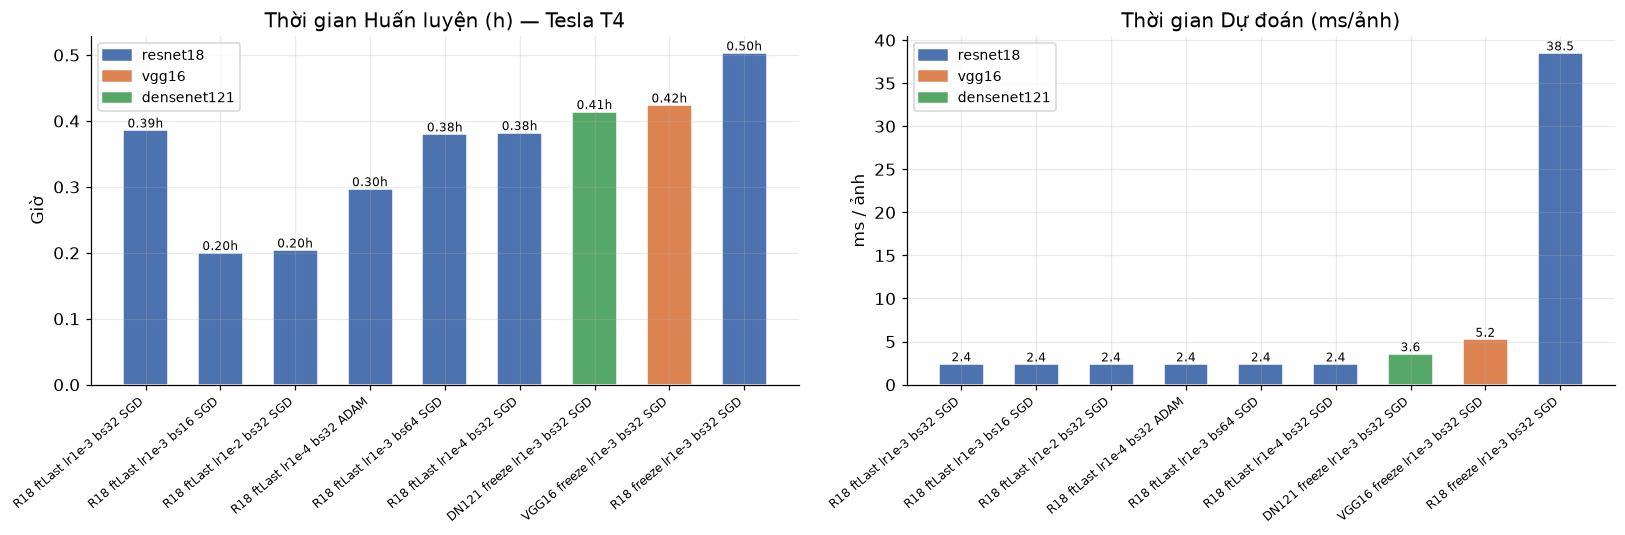 Thời gian Huấn luyện (h) — Tesla T4
resnet18
vgg16
densenet121
Giờ
0.5
0.4
0.3
0.2
0.1
0.0
0.39h
0.20h
0.20h
0.30h
0.38h
0.38h
0.41h
0.42h
0.50h
R18 ftLast lr1e-3 bs32 SGD
R18 ftLast lr1e-3 bs16 SGD
R18 ftLast lr1e-2 bs32 SGD
R18 ftLast lr1e-4 bs32 ADAM
R18 ftLast lr1e-3 bs64 SGD
R18 ftLast lr1e-4 bs32 SGD
DN121 freeze lr1e-3 bs32 SGD
VGG16 freeze lr1e-3 bs32 SGD
R18 freeze lr1e-3 bs32 SGD
Thời gian Dự đoán (ms/ảnh)
resnet18
vgg16
densenet121
ms / ảnh
40
35
30
25
20
15
10
5
0
2.4
2.4
2.4
2.4
2.4
2.4
3.6
5.2
38.5
R18 ftLast lr1e-3 bs32 SGD
R18 ftLast lr1e-3 bs16 SGD
R18 ftLast lr1e-2 bs32 SGD
R18 ftLast lr1e-4 bs32 ADAM
R18 ftLast lr1e-3 bs64 SGD
R18 ftLast lr1e-4 bs32 SGD
DN121 freeze lr1e-3 bs32 SGD
VGG16 freeze lr1e-3 bs32 SGD
R18 freeze lr1e-3 bs32 SGD